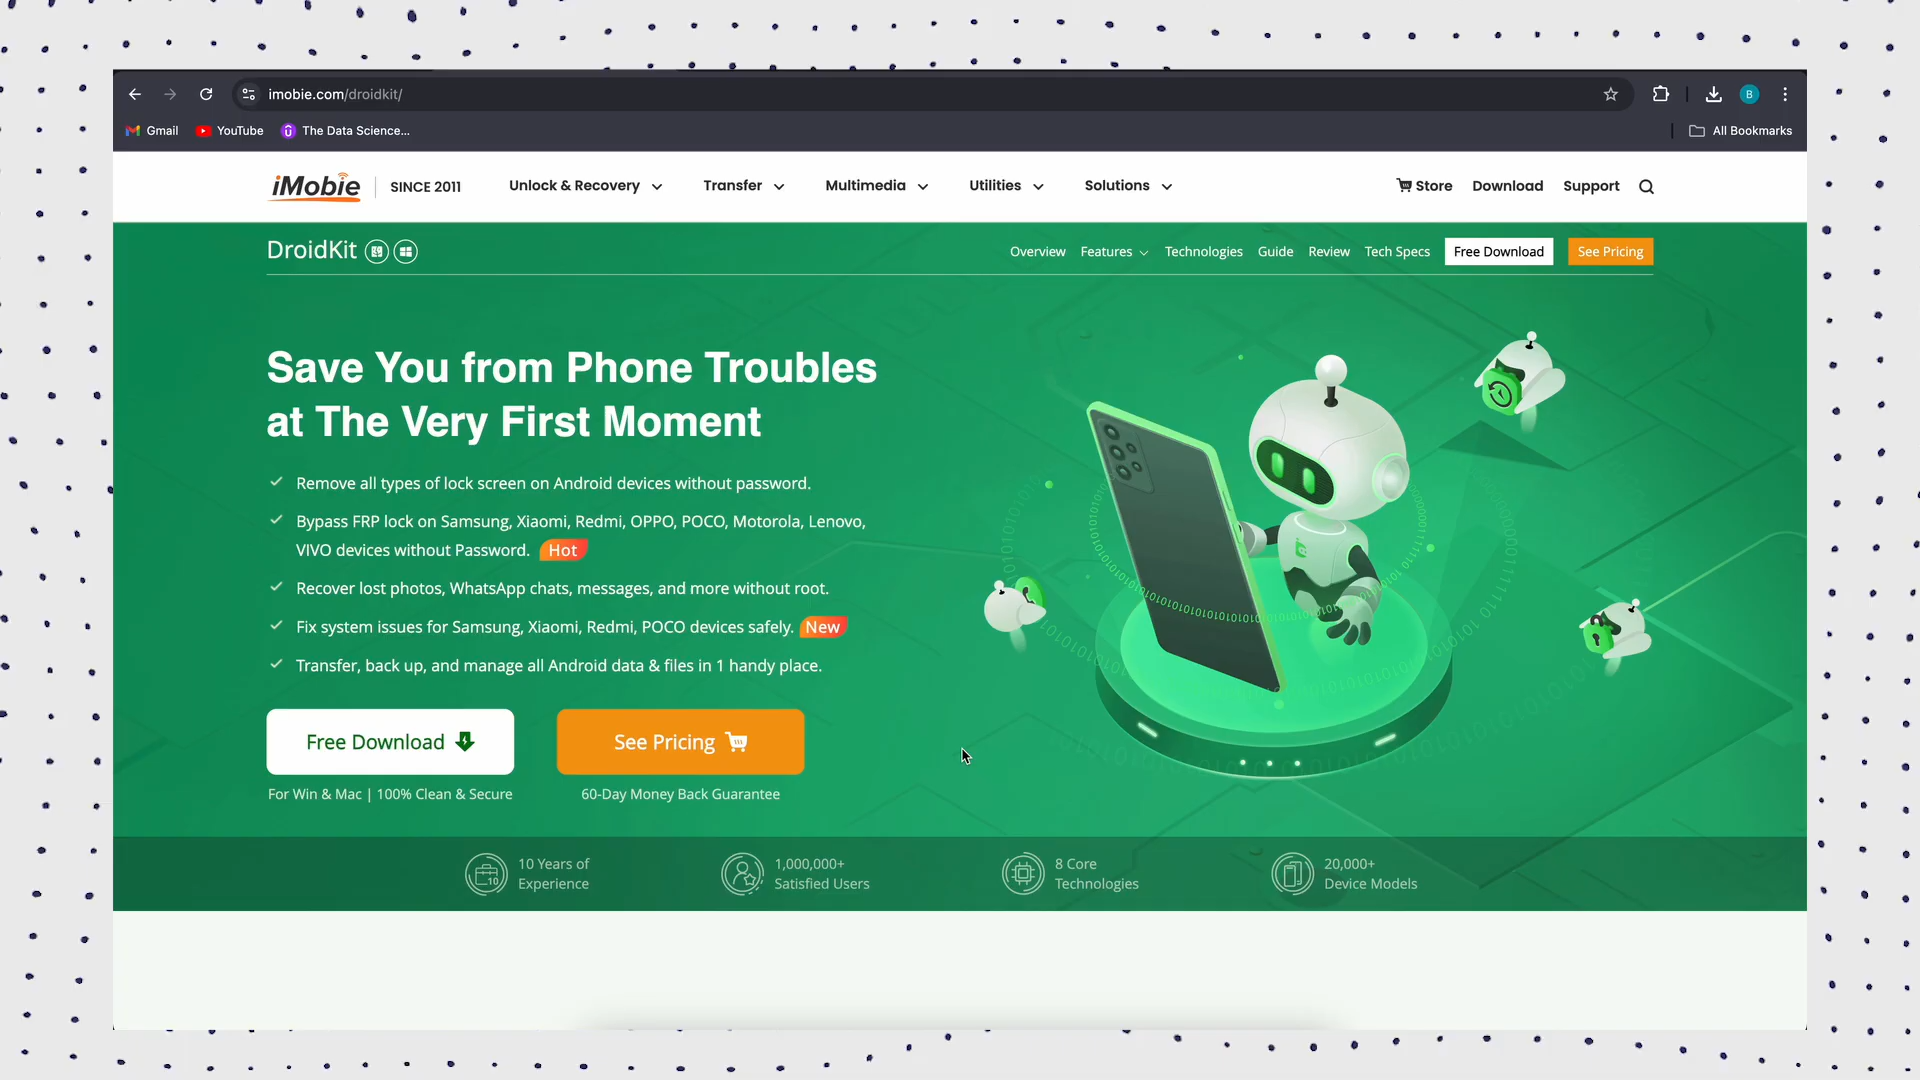 imobie.com/droidkit/
B
Gmail
YouTube
The Data Science...
All Bookmarks
iMobie
SINCE 2011
Unlock & Recovery
Transfer
Multimedia
Utilities
Solutions
Store
Download
Support
DroidKit
Overview
Features
Technologies
Guide
Review
Tech Specs
Free Download
See Pricing
Save You from Phone Troubles
at The Very First Moment
Remove all types of lock screen on Android devices without password.
Bypass FRP lock on Samsung, Xiaomi, Redmi, OPPO, POCO, Motorola, Lenovo,
VIVO devices without Password. Hot
Recover lost photos, WhatsApp chats, messages, and more without root.
Fix system issues for Samsung, Xiaomi, Redmi, POCO devices safely. New
Transfer, back up, and manage all Android data & files in 1 handy place.
Free Download
See Pricing
For Win & Mac | 100% Clean & Secure
60-Day Money Back Guarantee
10 Years of
Experience
1,000,000+
Satisfied Users
8 Core
Technologies
20,000+
Device Models